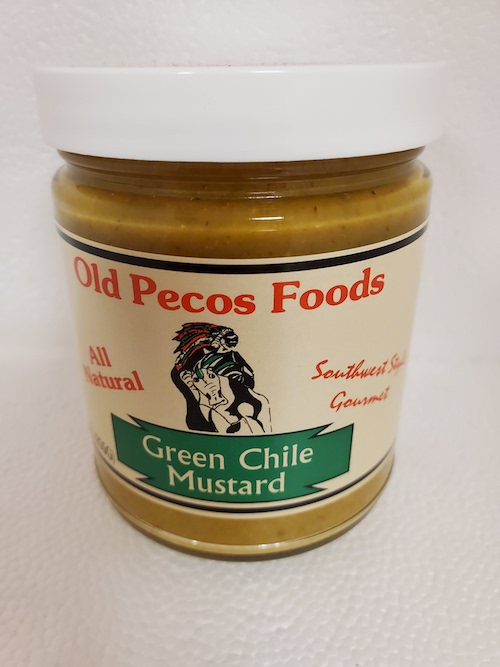 Old Pecos Foods
All
Natural
Southwest Style
Gourmet
Green Chile
Mustard